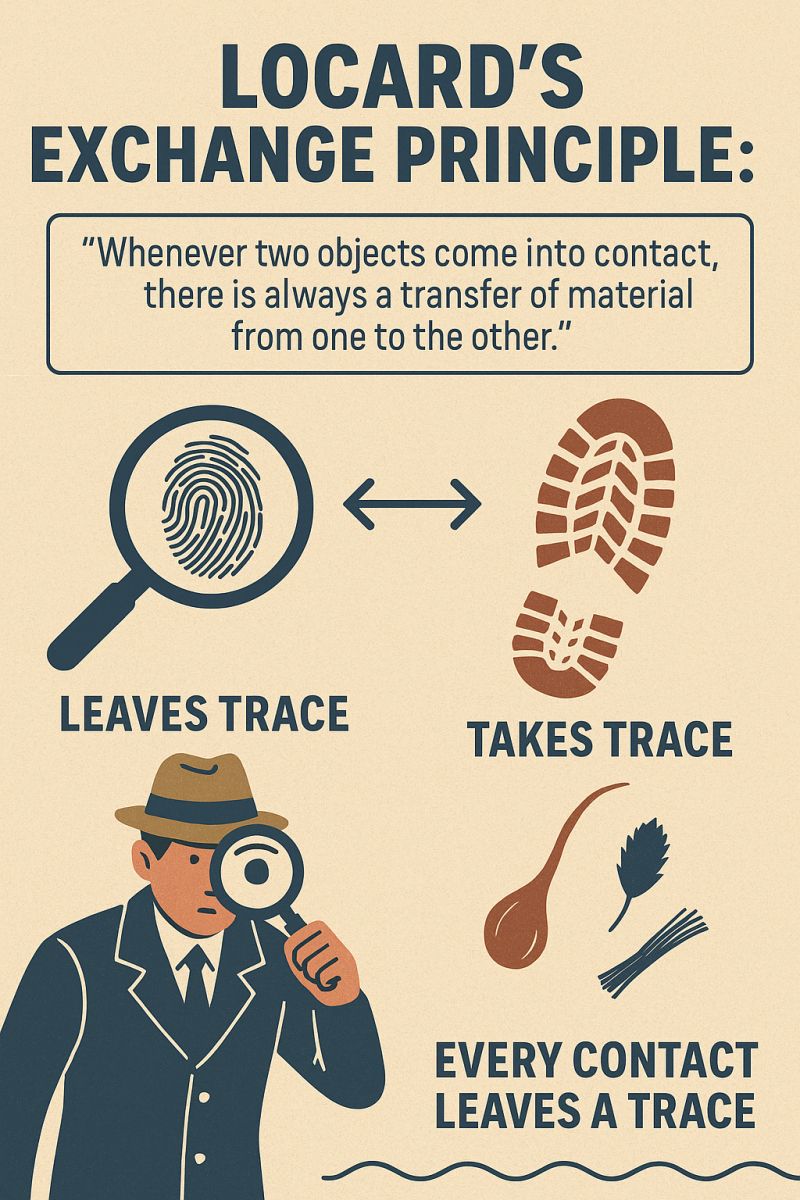 LOCARD’S
EXCHANGE PRINCIPLE:
“Whenever two objects come into contact,
there is always a transfer of material
from one to the other.”
LEAVES TRACE
TAKES TRACE
EVERY CONTACT
LEAVES A TRACE